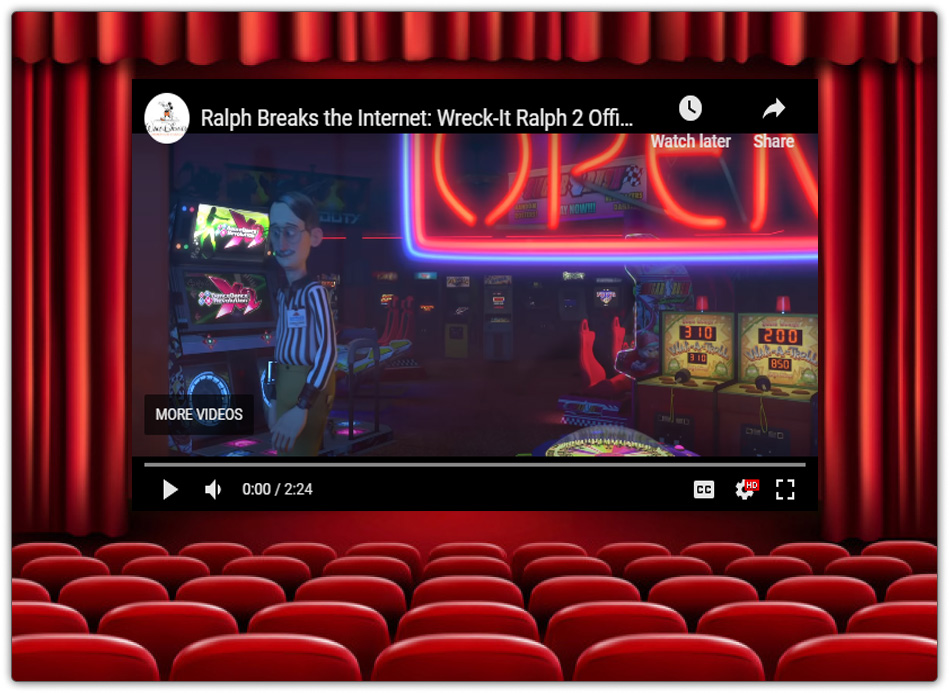 Ralph Breaks the Internet: Wreck-It Ralph 2 Offi...
Watch later
Share
OPEN
310
200
310
850
MORE VIDEOS
0:00 / 2:24
CC
HD